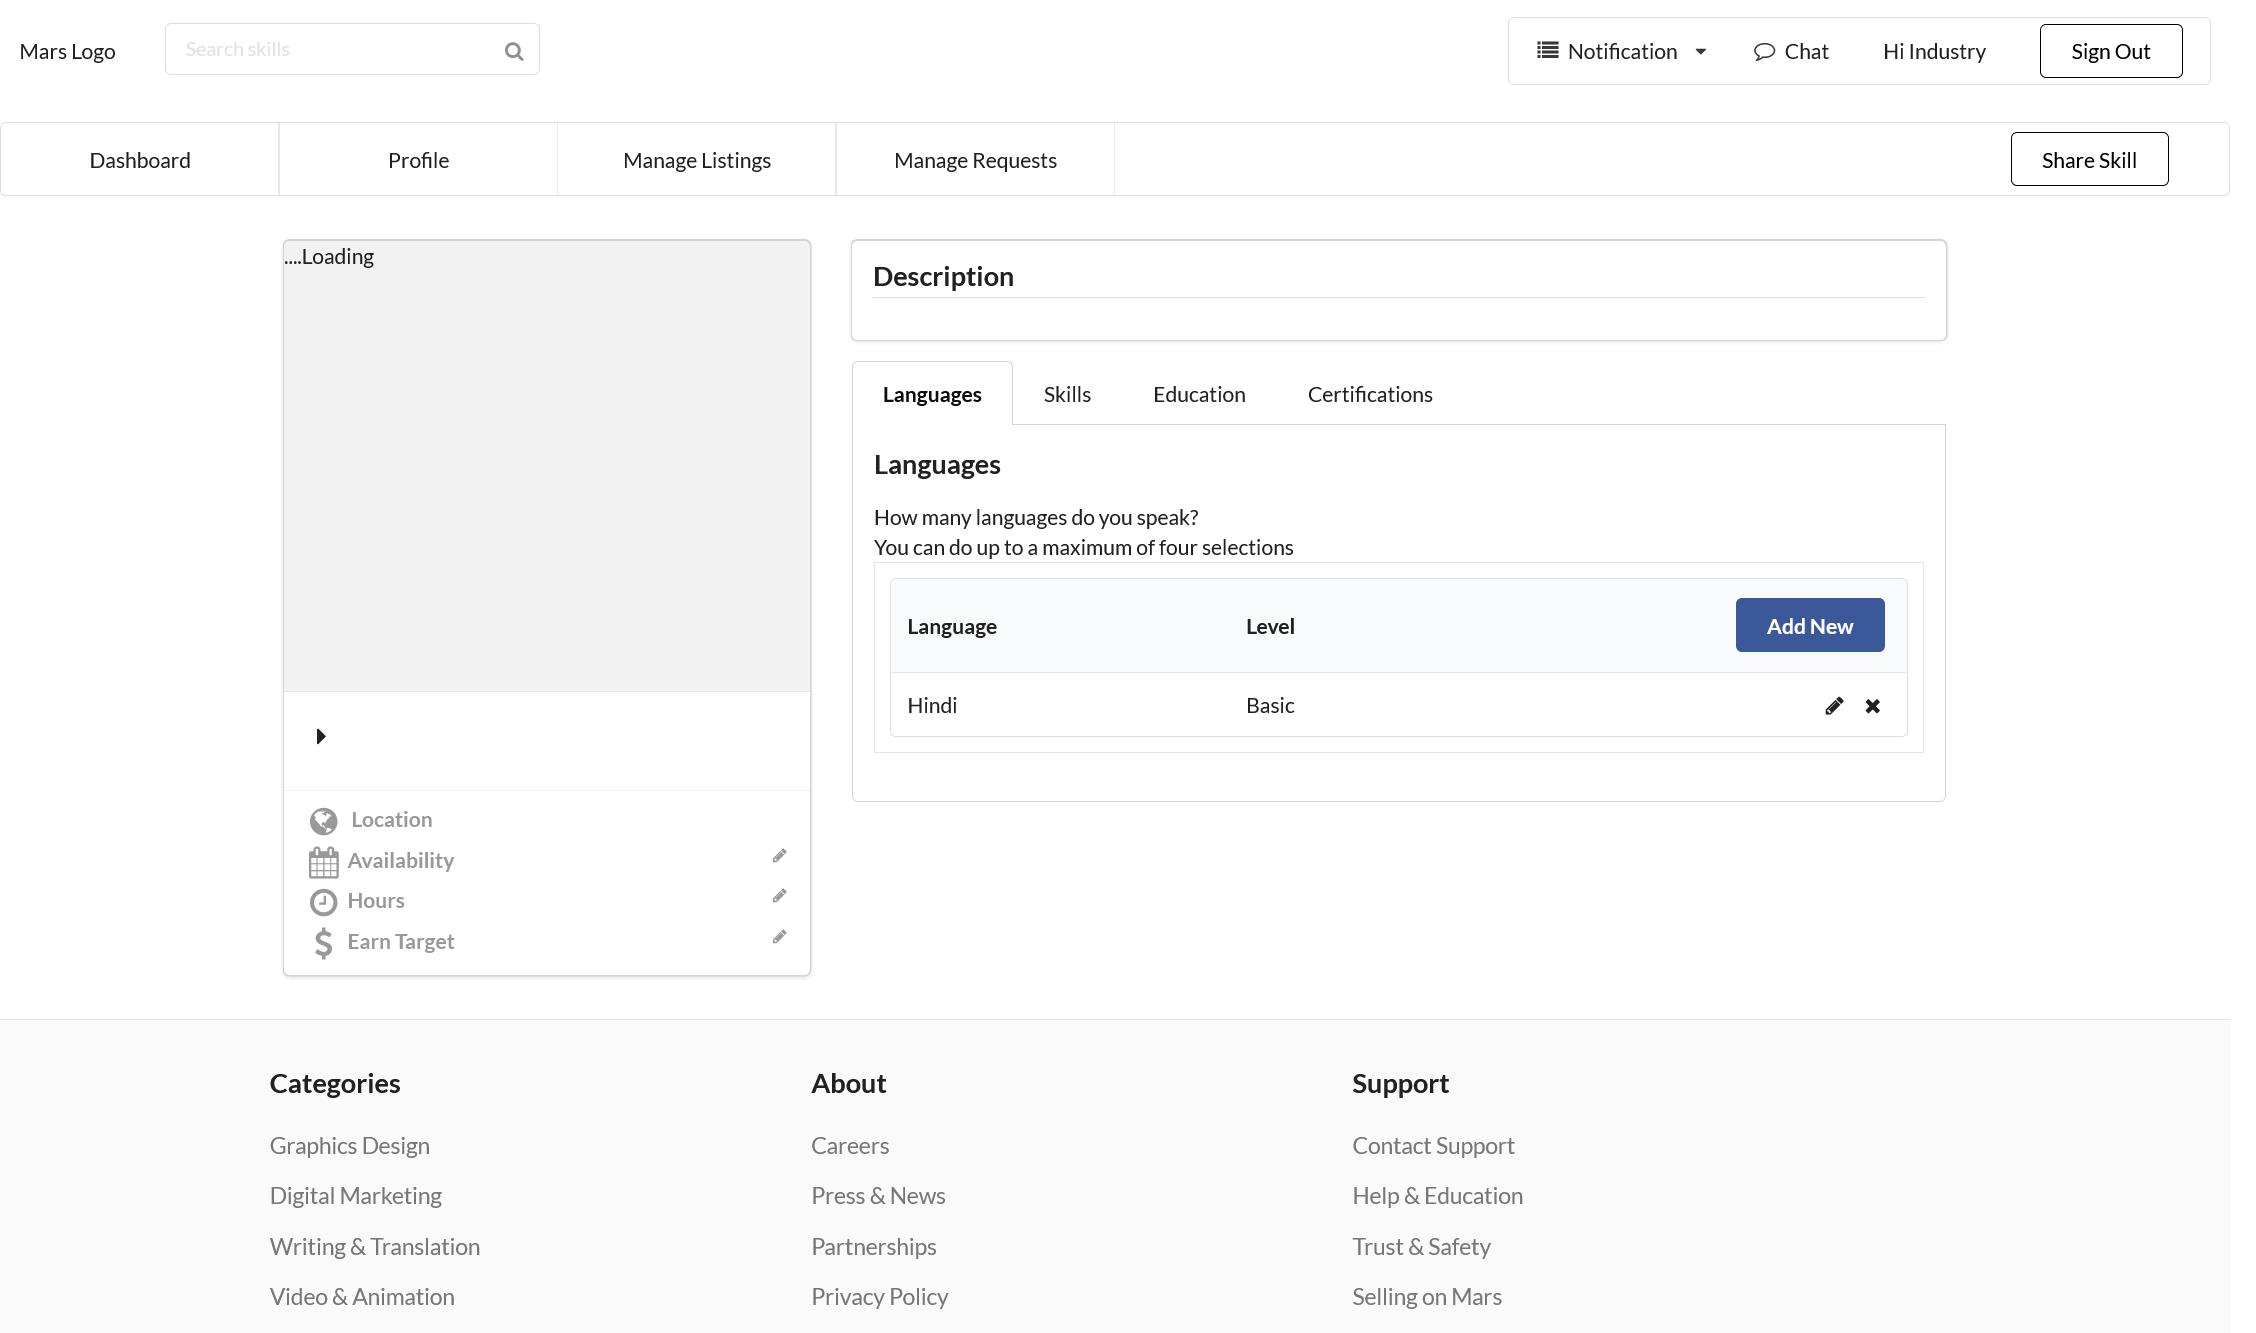 Mars Logo
Search skills
Notification
Chat
Hi Industry
Sign Out
Dashboard
Profile
Manage Listings
Manage Requests
Share Skill
....Loading
Location
Availability
Hours
Earn Target
Description
Languages
Skills
Education
Certifications
Languages
How many languages do you speak?
You can do up to a maximum of four selections
Language
Level
Add New
Hindi
Basic
Categories
Graphics Design
Digital Marketing
Writing & Translation
Video & Animation
About
Careers
Press & News
Partnerships
Privacy Policy
Support
Contact Support
Help & Education
Trust & Safety
Selling on Mars